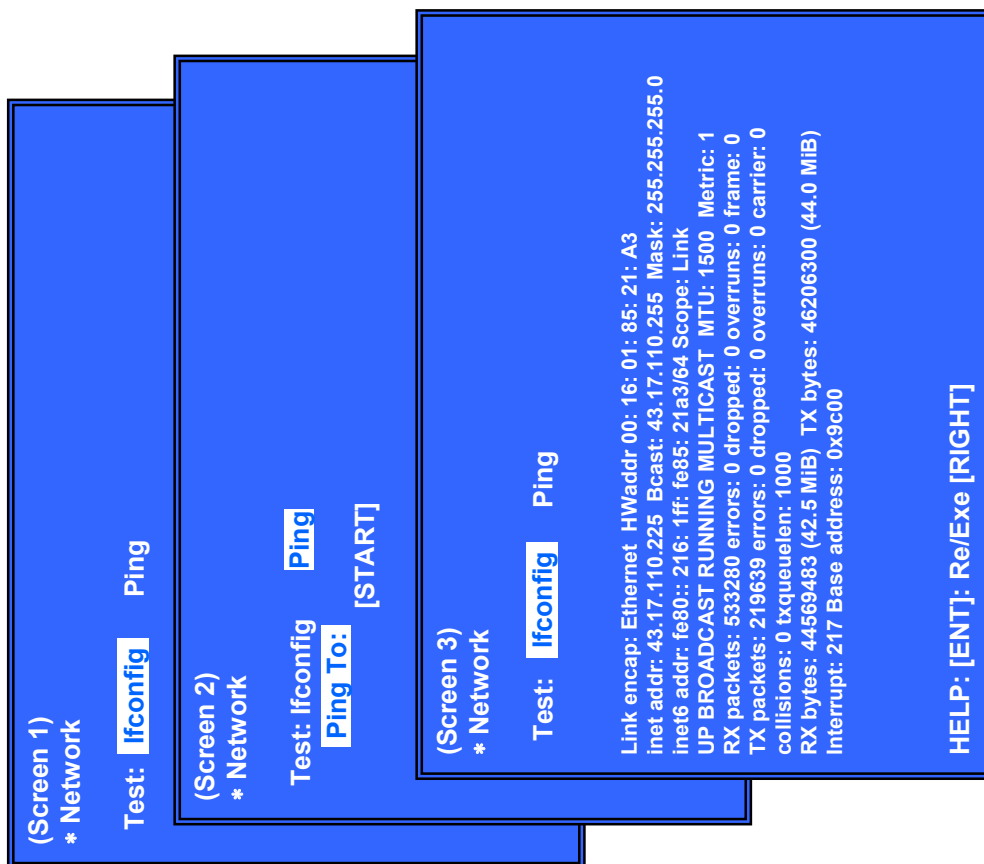 (Screen 1)
* Network
Test: Ifconfig Ping
(Screen 2)
* Network
Test: Ifconfig Ping
Ping To:
[START]
(Screen 3)
* Network
Test: Ifconfig Ping
Link encap: Ethernet HWaddr 00: 16: 01: 85: 21: A3
inet addr: 43.17.110.225 Bcast: 43.17.110.255 Mask: 255.255.255.0
inet6 addr: fe80:: 216: 1ff: fe85: 21a3/64 Scope: Link
UP BROADCAST RUNNING MULTICAST MTU: 1500 Metric: 1
RX packets: 533280 errors: 0 dropped: 0 overruns: 0 frame: 0
TX packets: 219639 errors: 0 dropped: 0 overruns: 0 carrier: 0
collisions: 0 txqueuelen: 1000
RX bytes: 44569483 (42.5 MiB) TX bytes: 46206300 (44.0 MiB)
Interrupt: 217 Base address: 0x9c00
HELP: [ENT]: Re/Exe [RIGHT]